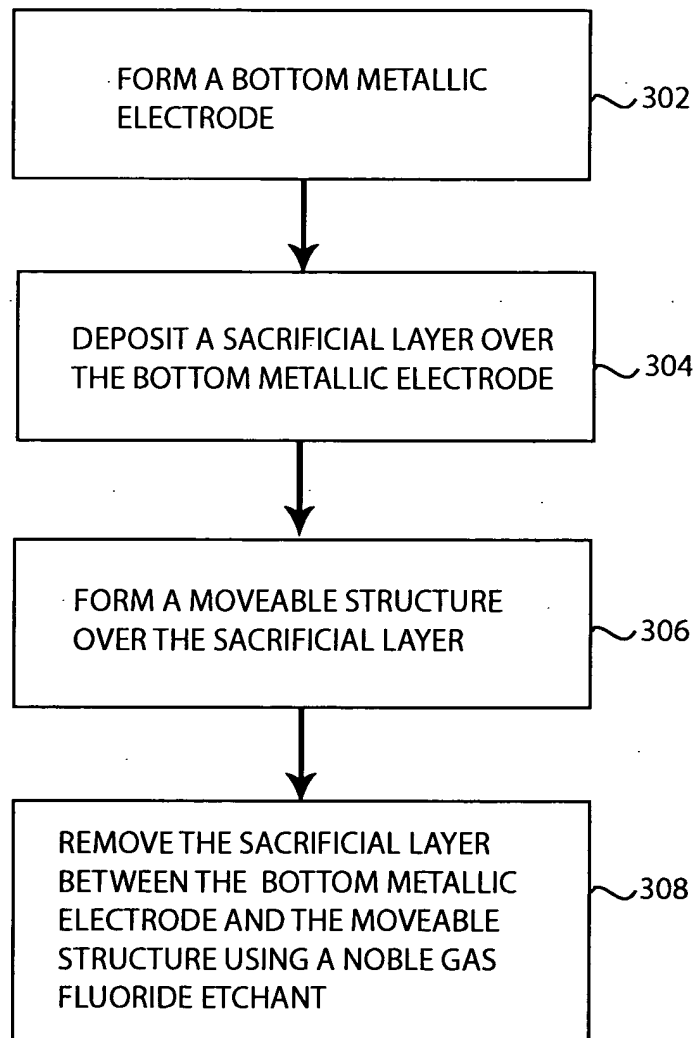 FORM A BOTTOM METALLIC
ELECTRODE
302
DEPOSIT A SACRIFICIAL LAYER OVER
THE BOTTOM METALLIC ELECTRODE
304
FORM A MOVEABLE STRUCTURE
OVER THE SACRIFICIAL LAYER
306
REMOVE THE SACRIFICIAL LAYER
BETWEEN THE BOTTOM METALLIC
ELECTRODE AND THE MOVEABLE
STRUCTURE USING A NOBLE GAS
FLUORIDE ETCHANT
308